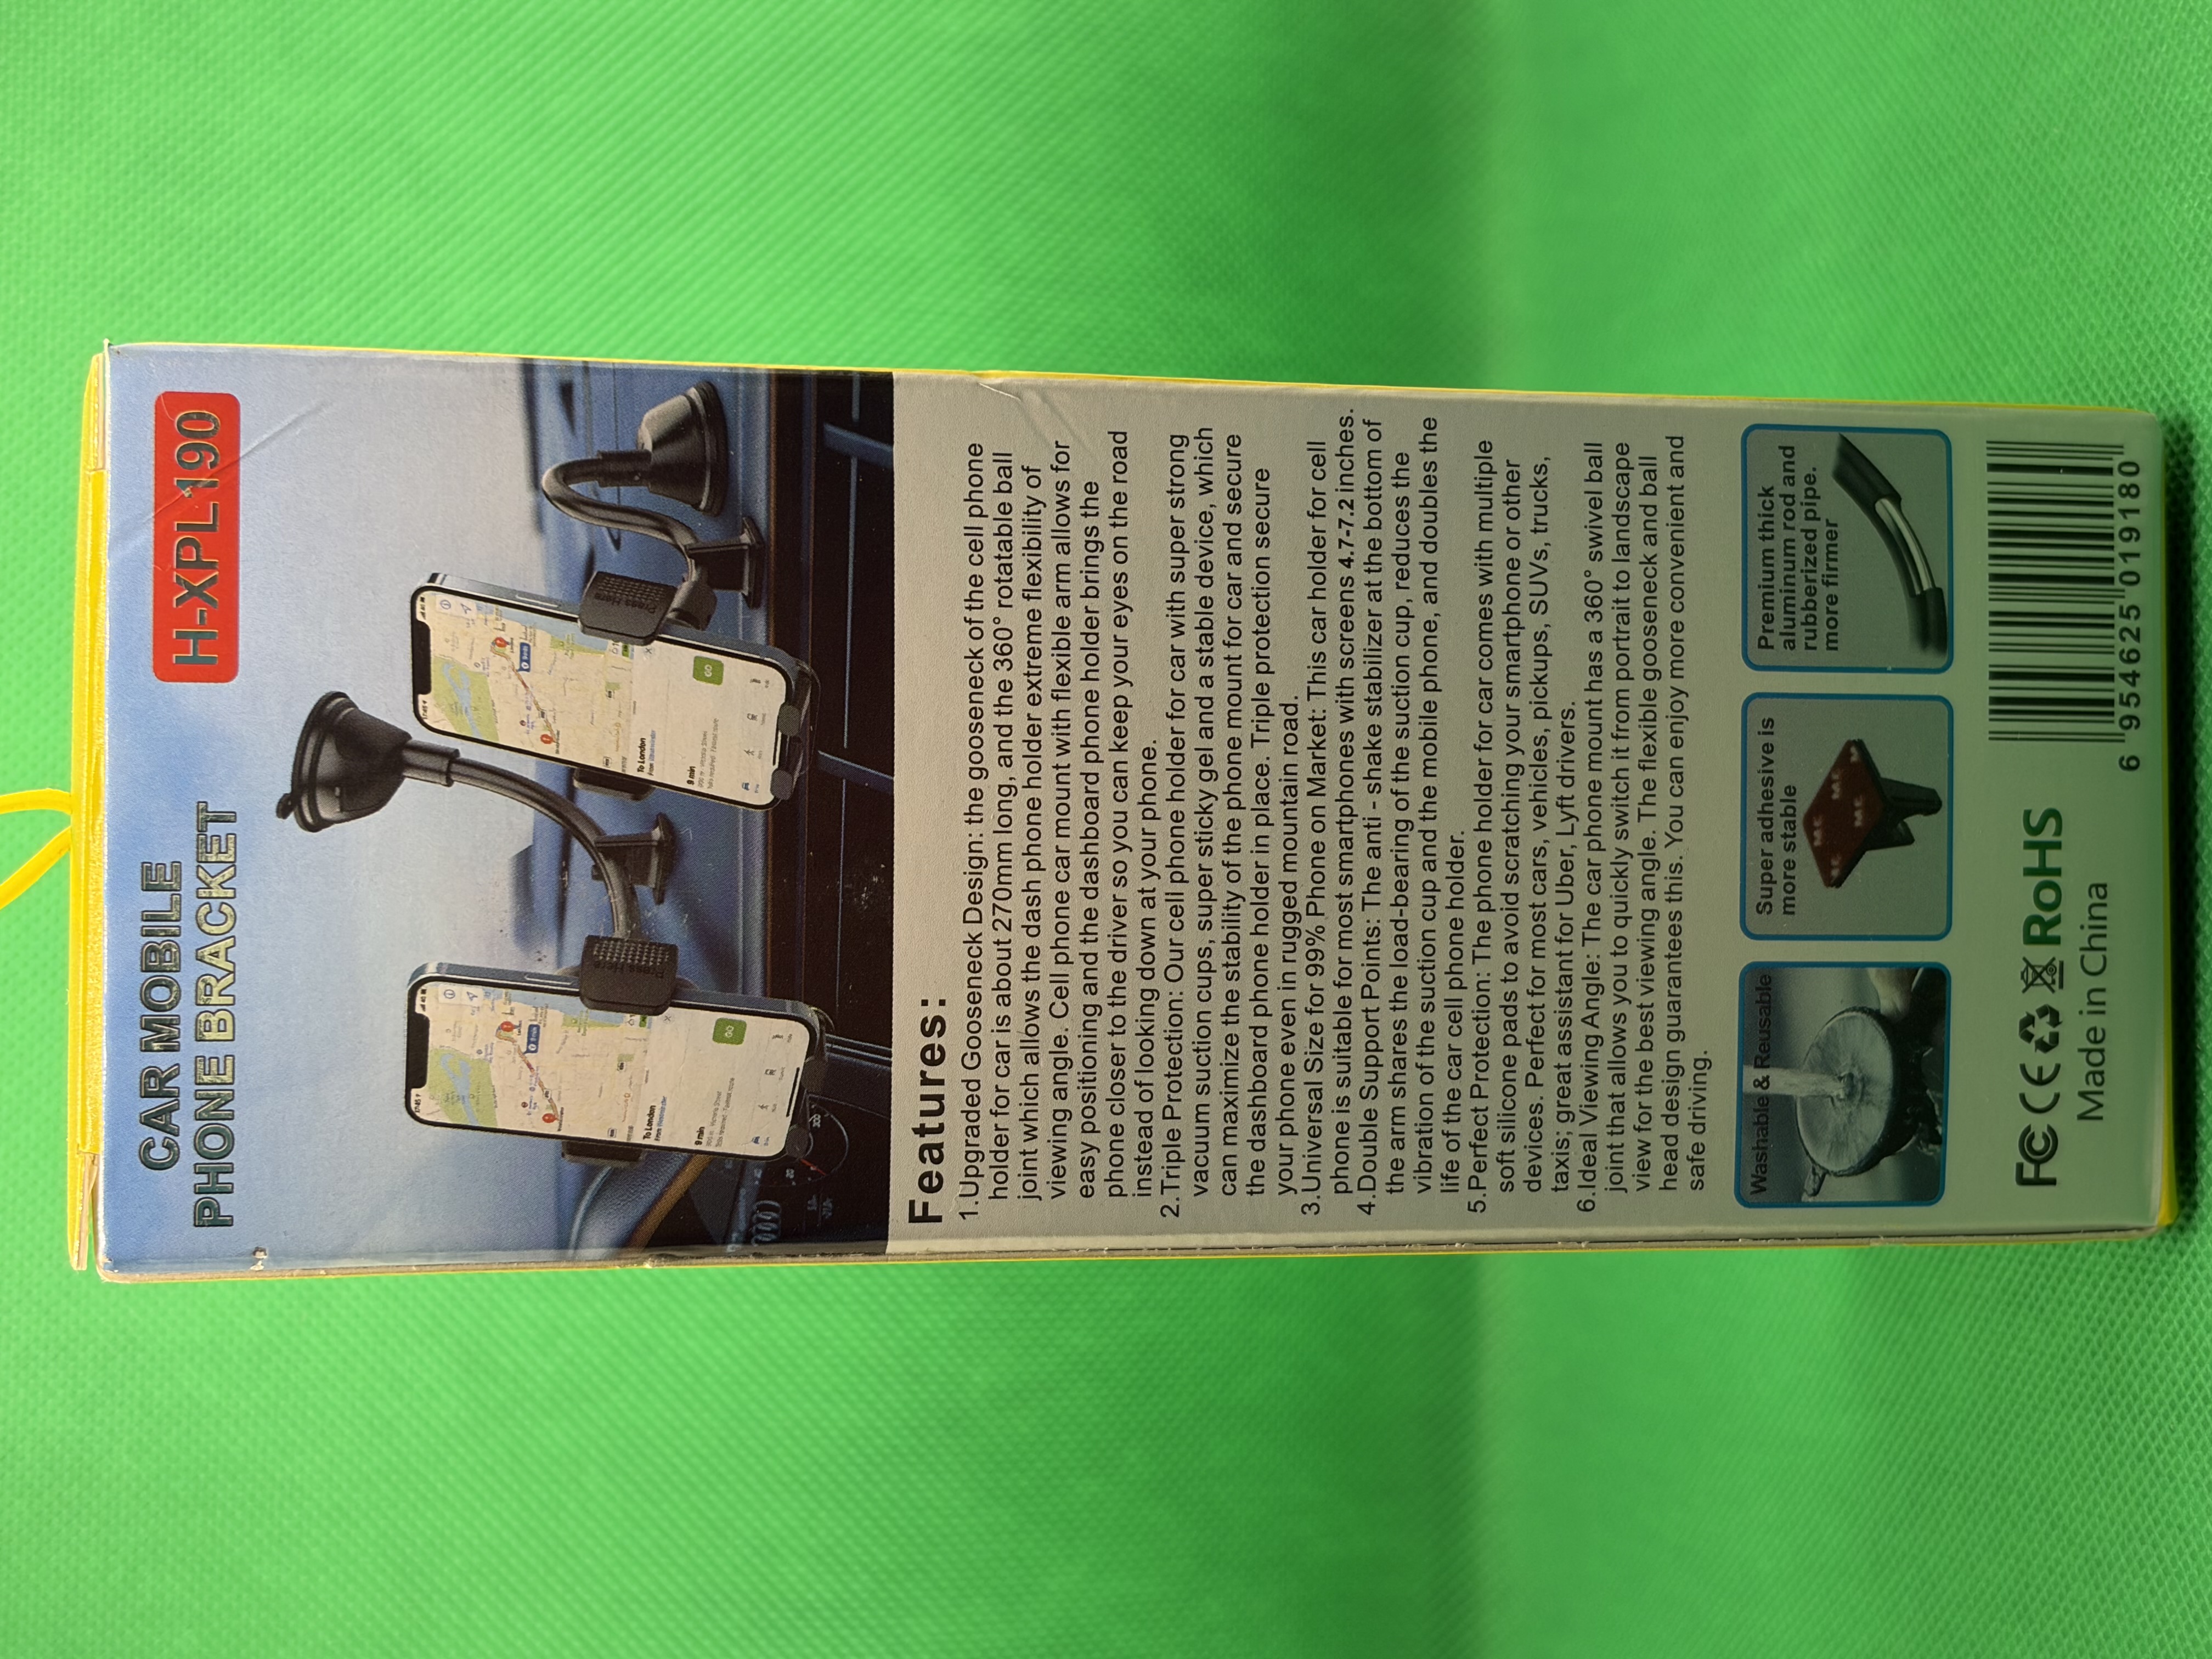 CAR MOBILE
PHONE BRACKET
H-XPL190
Press Here
Press Here
GO
GO
To London
To London
9 min
9 min
Features:
1.Upgraded Gooseneck Design: the gooseneck of the cell phone
holder for car is about 270mm long, and the 360° rotatable ball
joint which allows the dash phone holder extreme flexibility of
viewing angle. Cell phone car mount with flexible arm allows for
easy positioning and the dashboard phone holder brings the
phone closer to the driver so you can keep your eyes on the road
instead of looking down at your phone.
2.Triple Protection: Our cell phone holder for car with super strong
vacuum suction cups, super sticky gel and a stable device, which
can maximize the stability of the phone mount for car and secure
the dashboard phone holder in place. Triple protection secure
your phone even in rugged mountain road.
3.Universal Size for 99% Phone on Market: This car holder for cell
phone is suitable for most smartphones with screens 4.7-7.2 inches.
4.Double Support Points: The anti - shake stabilizer at the bottom of
the arm shares the load-bearing of the suction cup, reduces the
vibration of the suction cup and the mobile phone, and doubles the
life of the car cell phone holder.
5.Perfect Protection: The phone holder for car comes with multiple
soft silicone pads to avoid scratching your smartphone or other
devices. Perfect for most cars, vehicles, pickups, SUVs, trucks,
taxis; great assistant for Uber, Lyft drivers.
6.Ideal Viewing Angle: The car phone mount has a 360° swivel ball
joint that allows you to quickly switch it from portrait to landscape
view for the best viewing angle. The flexible gooseneck and ball
head design guarantees this. You can enjoy more convenient and
safe driving.
Washable & Reusable
Super adhesive is
more stable
Premium thick
aluminum rod and
rubberized pipe.
more firmer
FC CE RoHS
Made in China
6 954625 019180